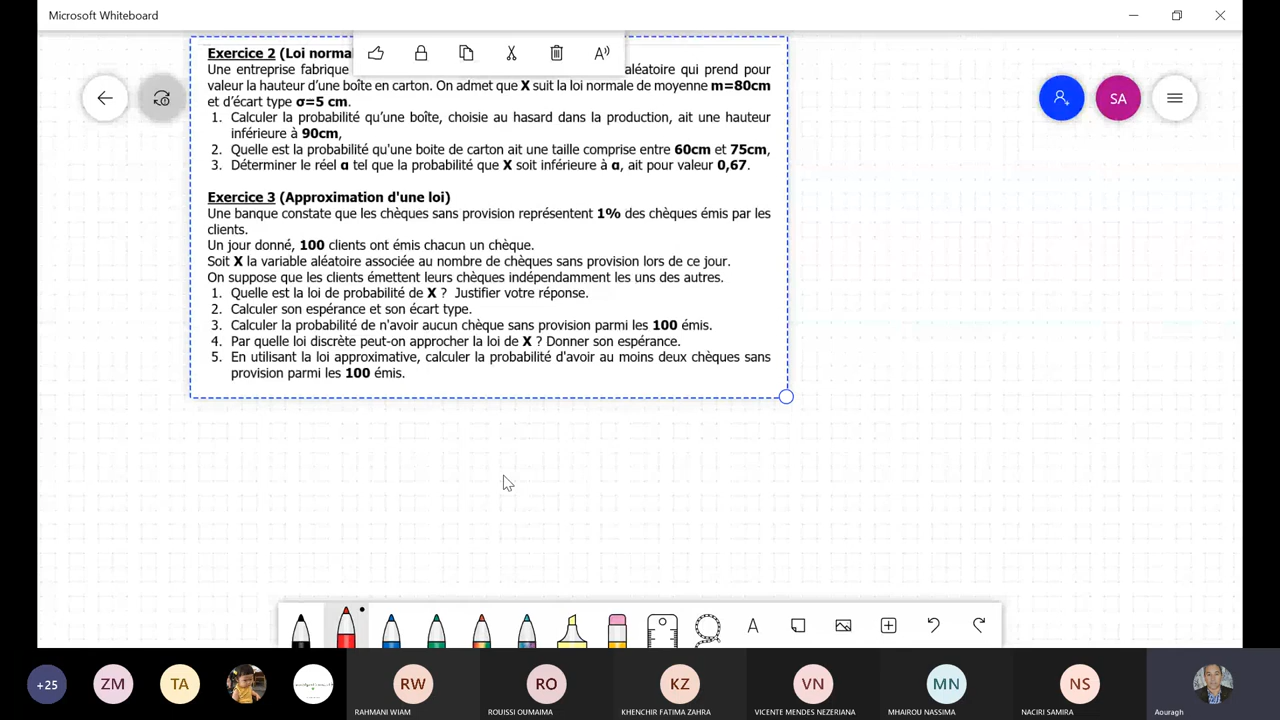 Microsoft Whiteboard
Exercice 2 (Loi norma
Une entreprise fabrique aléatoire qui prend pour
valeur la hauteur d'une boîte en carton. On admet que X suit la loi normale de moyenne m=80cm
et d'écart type σ=5 cm.
1. Calculer la probabilité qu'une boîte, choisie au hasard dans la production, ait une hauteur
inférieure à 90cm,
2. Quelle est la probabilité qu'une boite de carton ait une taille comprise entre 60cm et 75cm,
3. Déterminer le réel α tel que la probabilité que X soit inférieure à α, ait pour valeur 0,67.
Exercice 3 (Approximation d'une loi)
Une banque constate que les chèques sans provision représentent 1% des chèques émis par les
clients.
Un jour donné, 100 clients ont émis chacun un chèque.
Soit X la variable aléatoire associée au nombre de chèques sans provision lors de ce jour.
On suppose que les clients émettent leurs chèques indépendamment les uns des autres.
1. Quelle est la loi de probabilité de X ? Justifier votre réponse.
2. Calculer son espérance et son écart type.
3. Calculer la probabilité de n'avoir aucun chèque sans provision parmi les 100 émis.
4. Par quelle loi discrète peut-on approcher la loi de X ? Donner son espérance.
5. En utilisant la loi approximative, calculer la probabilité d'avoir au moins deux chèques sans
provision parmi les 100 émis.
SA
A
+25 ZM TA RW RO KZ VN MN NS
RAHMANI WIAM ROUISSI OUMAIMA KHENCHIR FATIMA ZAHRA VICENTE MENDES NEZERIANA MHAIROU NASSIMA NACIRI SAMIRA Aouragh